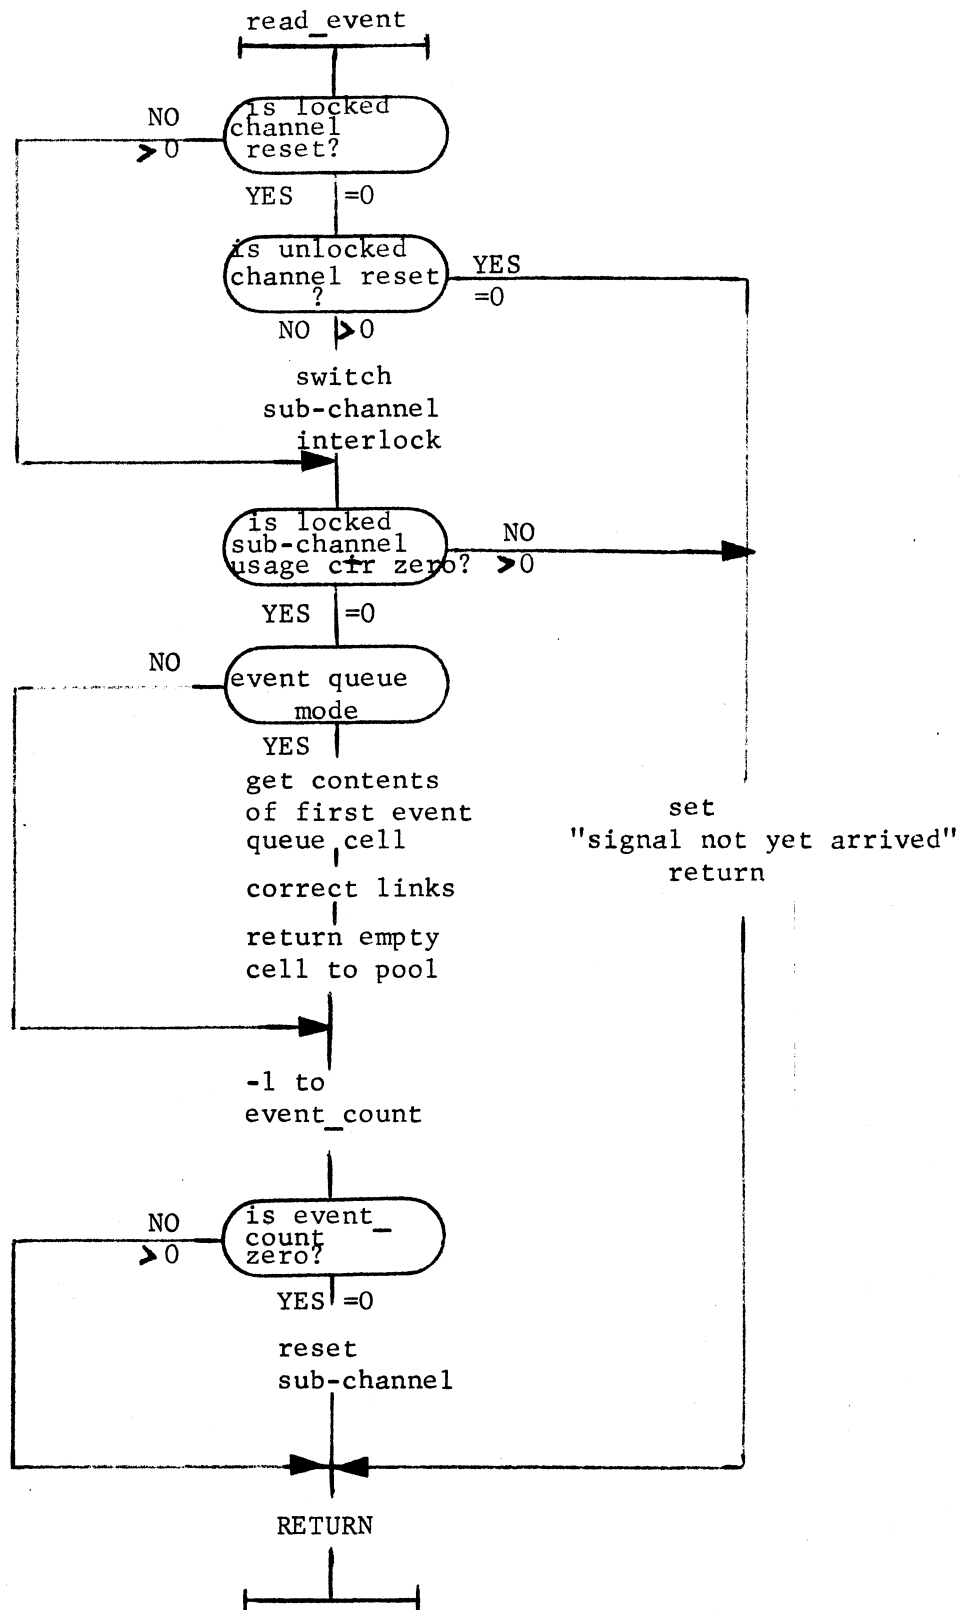 read_event
is locked
channel
reset?
NO
>0
YES =0
is unlocked
channel reset
?
YES
=0
NO >0
switch
sub-channel
interlock
is locked
sub-channel
usage ctr zero?
NO
>0
YES =0
event queue
mode
NO
YES
get contents
of first event
queue cell
correct links
return empty
cell to pool
set
"signal not yet arrived"
return
-1 to
event_count
is event_
count
zero?
NO
>0
YES =0
reset
sub-channel
RETURN